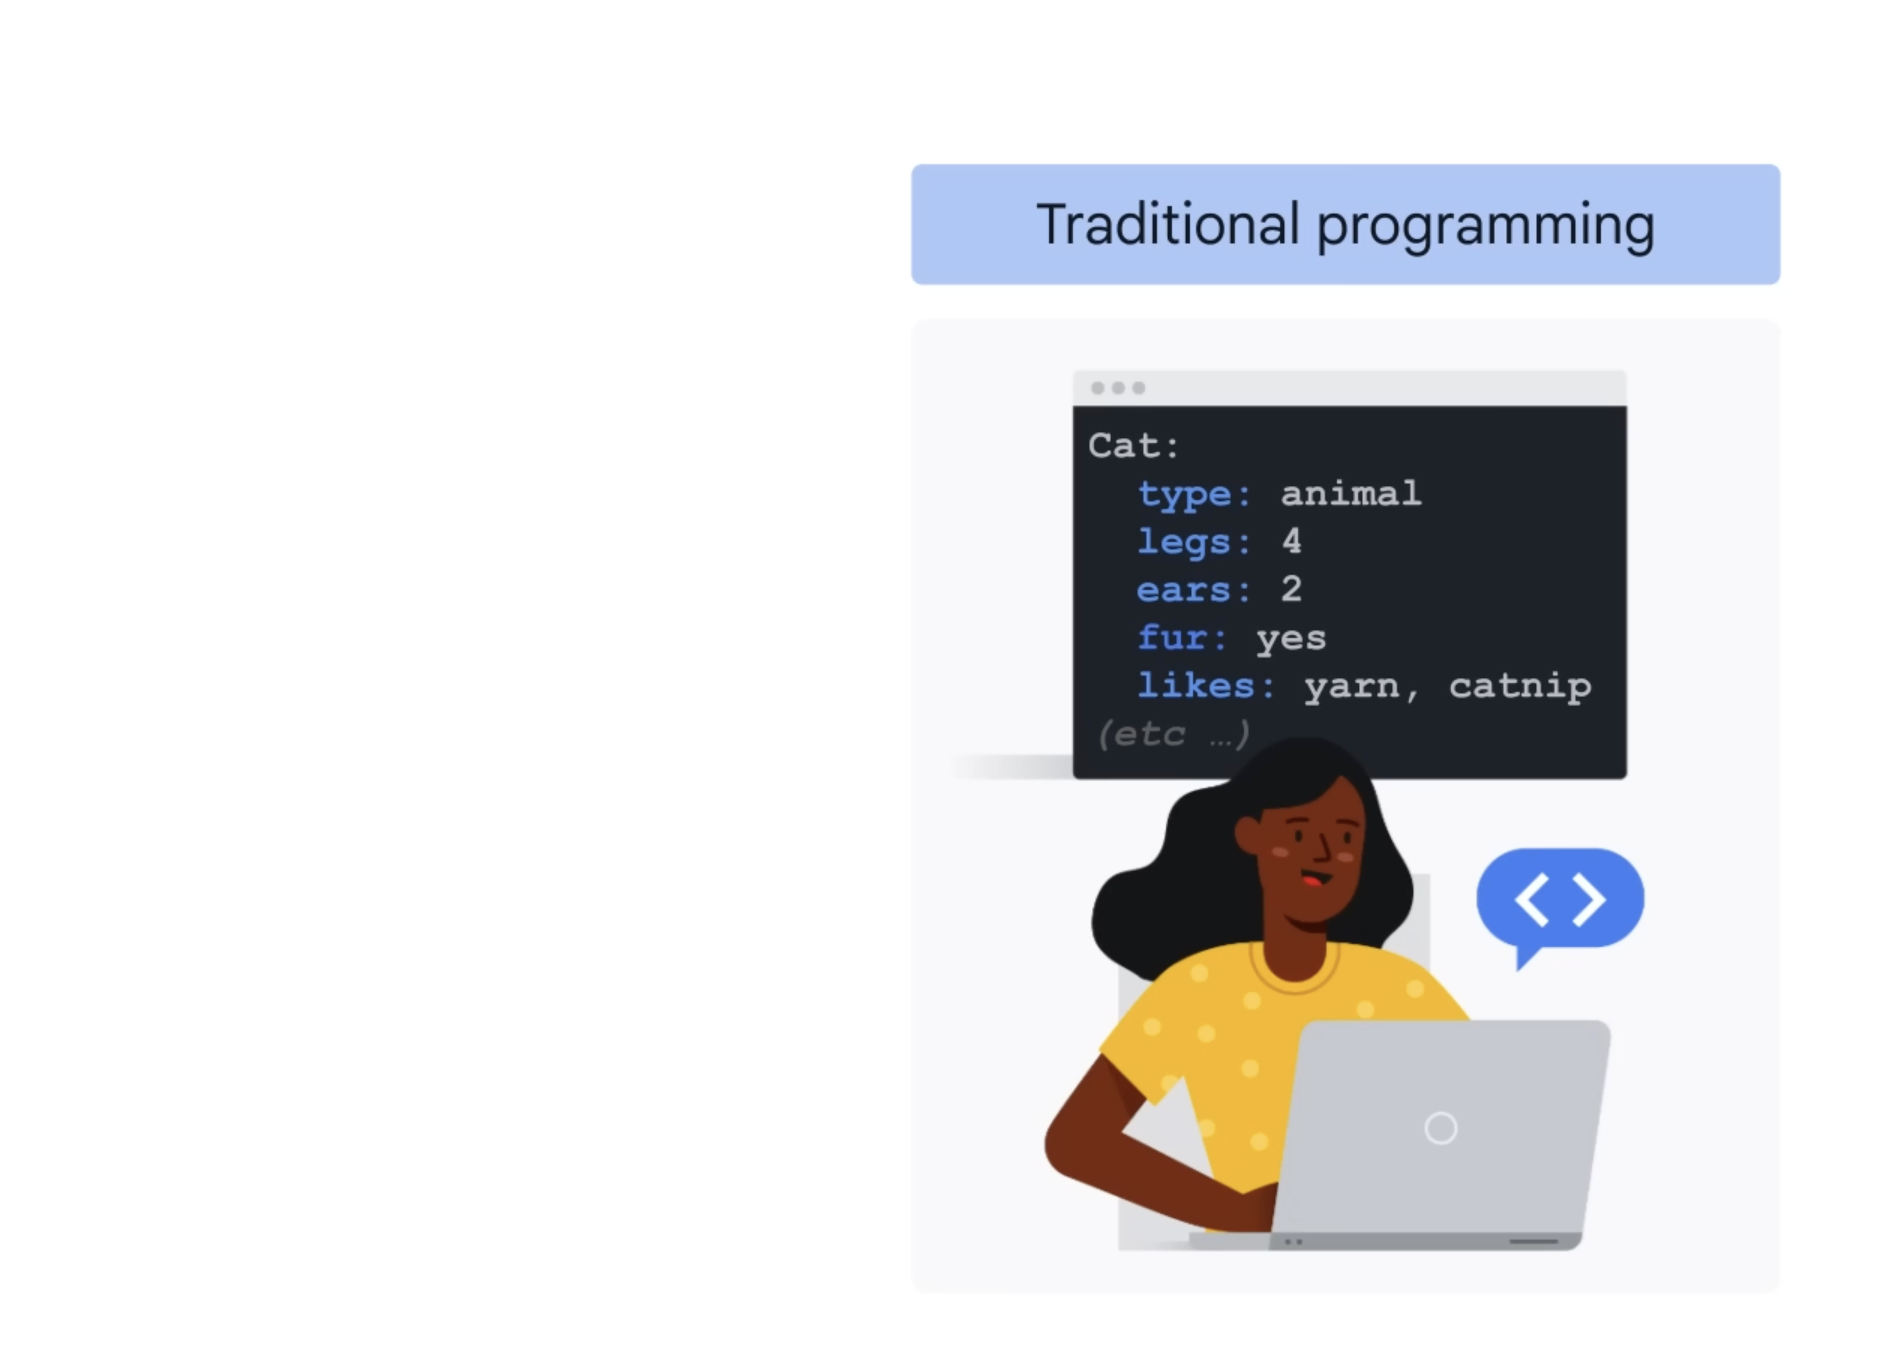 Traditional programming
Cat:
type: animal
legs: 4
ears: 2
fur: yes
likes: yarn, catnip
(etc …)
< >